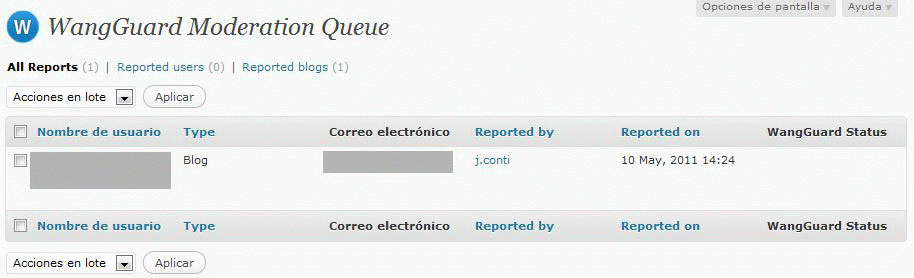 Opciones de pantalla Ayuda
W WangGuard Moderation Queue
All Reports (1) | Reported users (0) | Reported blogs (1)
Acciones en lote Aplicar
Nombre de usuario Type Correo electrónico Reported by Reported on WangGuard Status
Blog j.conti 10 May, 2011 14:24
Nombre de usuario Type Correo electrónico Reported by Reported on WangGuard Status
Acciones en lote Aplicar